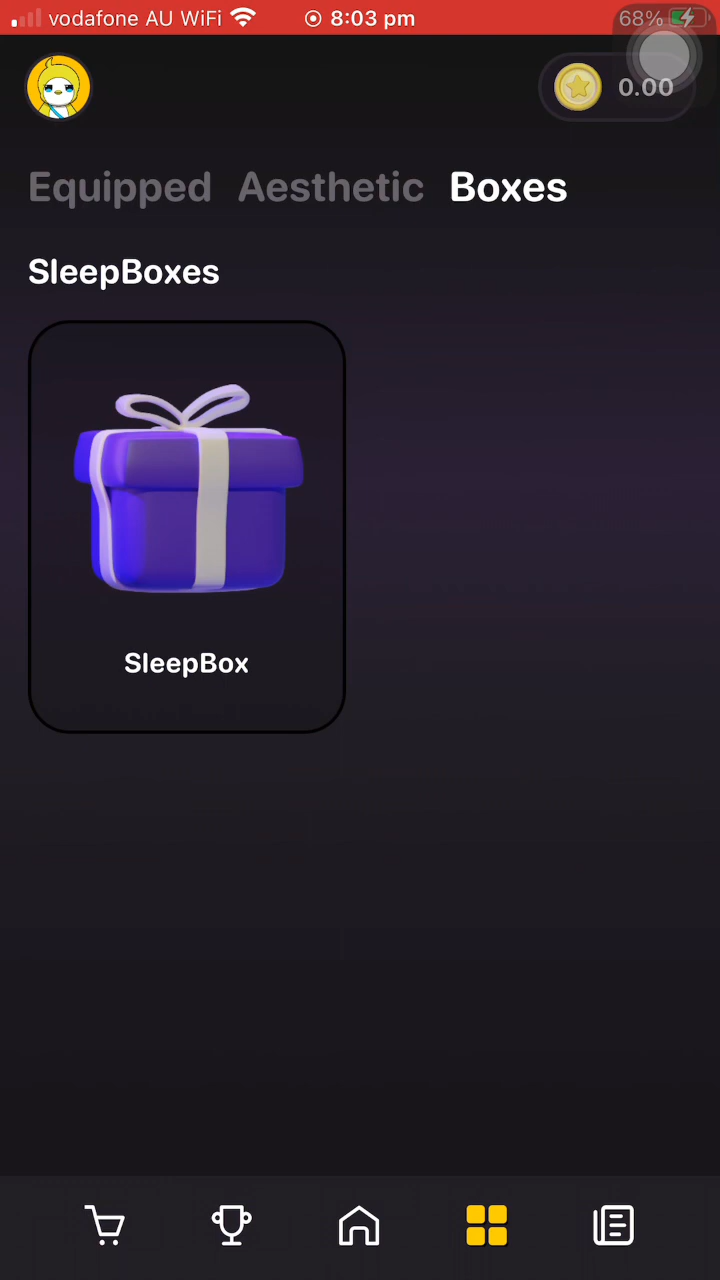 vodafone AU WiFi 8:03 pm 68%
0.00
Equipped Aesthetic Boxes
SleepBoxes
SleepBox